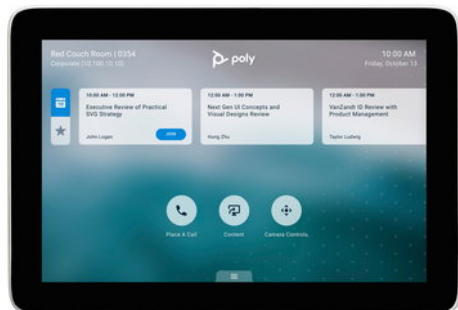 Red Couch Room | 0354
Corporate (10.100.10.10)
poly
10:00 AM
Friday, October 13
10:00 AM - 12:00 PM
Executive Review of Practical
SVG Strategy
John Logan
JOIN
12:00 AM - 1:00 PM
Next Gen UI Concepts and
Visual Designs Review
Hung Zhu
12:00 AM - 1:00 PM
VanZandt ID Review with
Product Management
Taylor Ludwig
Place A Call
Content
Camera Controls